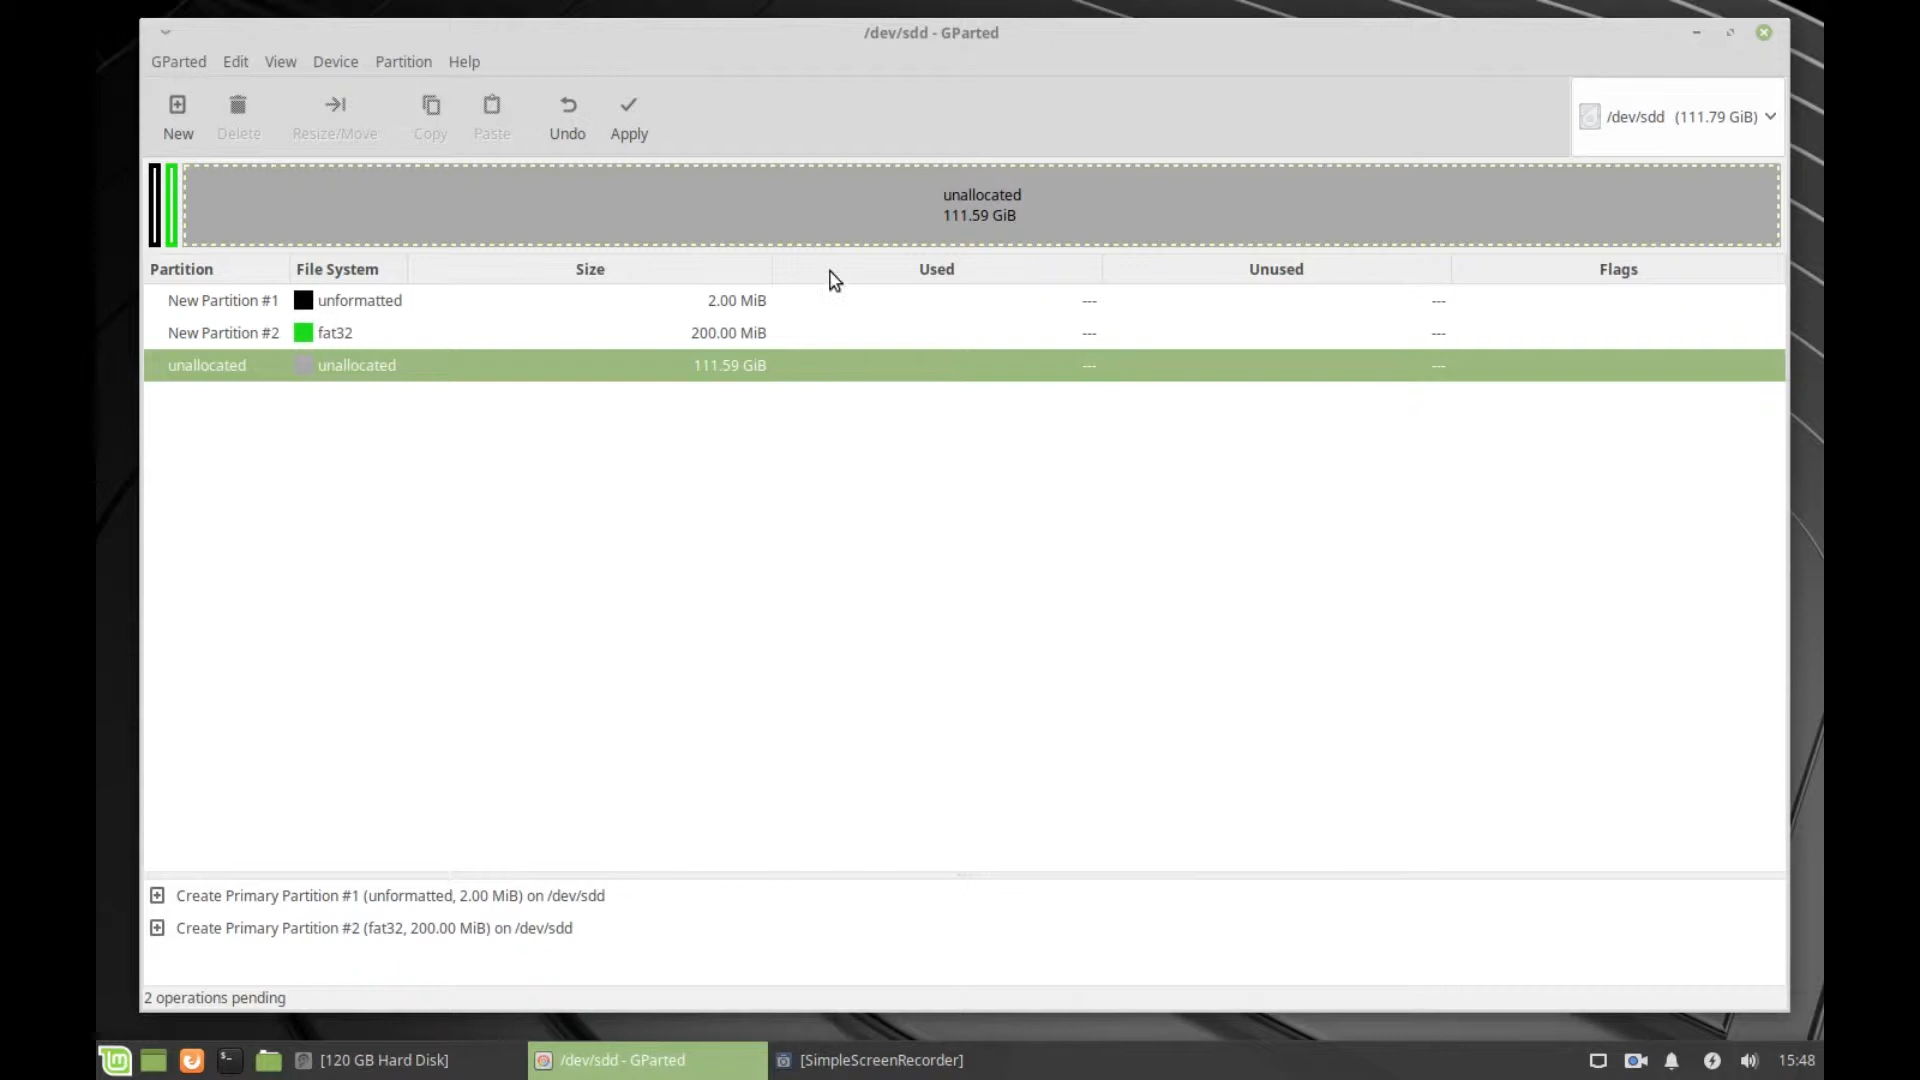 /dev/sdd - GParted
GParted Edit View Device Partition Help
New Delete Resize/Move Copy Paste Undo Apply
/dev/sdd (111.79 GiB)
unallocated
111.59 GiB
Partition File System Size Used Unused Flags
New Partition #1 unformatted 2.00 MiB --- ---
New Partition #2 fat32 200.00 MiB --- ---
unallocated unallocated 111.59 GiB --- ---
Create Primary Partition #1 (unformatted, 2.00 MiB) on /dev/sdd
Create Primary Partition #2 (fat32, 200.00 MiB) on /dev/sdd
2 operations pending
[120 GB Hard Disk] /dev/sdd - GParted [SimpleScreenRecorder] 15:48